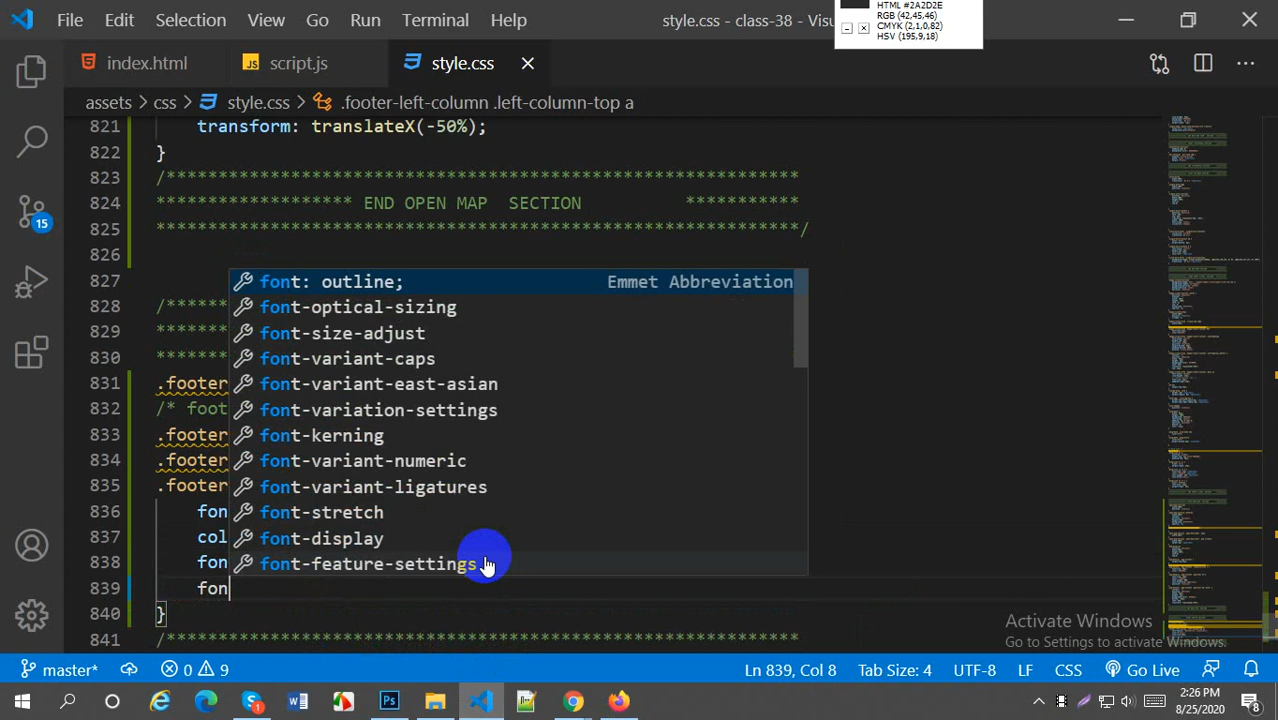 File Edit Selection View Go Run Terminal Help style.css - class-38 - Visu
HTML #2A2D2E
RGB (42,45,46)
CMYK (2,1,0,82)
HSV (195,9,18)
index.html JS script.js style.css
assets > css > style.css > .footer-left-column .left-column-top a
821 transform: translateX(-50%);
822 }
823 /*************************************************************
824 ******************* END OPEN MAP SECTION ***********
825 *************************************************************/
826
827 font: outline; Emmet Abbreviation
828 /******* font-optical-sizing
829 ******* font-size-adjust
830 ******* font-variant-caps
831 .footer font-variant-east-asian
832 /* foot font-variation-settings
833 .footer font-kerning
834 .footer font-variant-numeric
835 .footer font-variant-ligatures
836 fon font-stretch
837 col font-display
838 fon font-feature-settings
839 fon
840 }
841 /*************************************************************
15
Activate Windows
Go to Settings to activate Windows.
master* 0 9 Ln 839, Col 8 Tab Size: 4 UTF-8 LF CSS Go Live
2:26 PM
8/25/2020